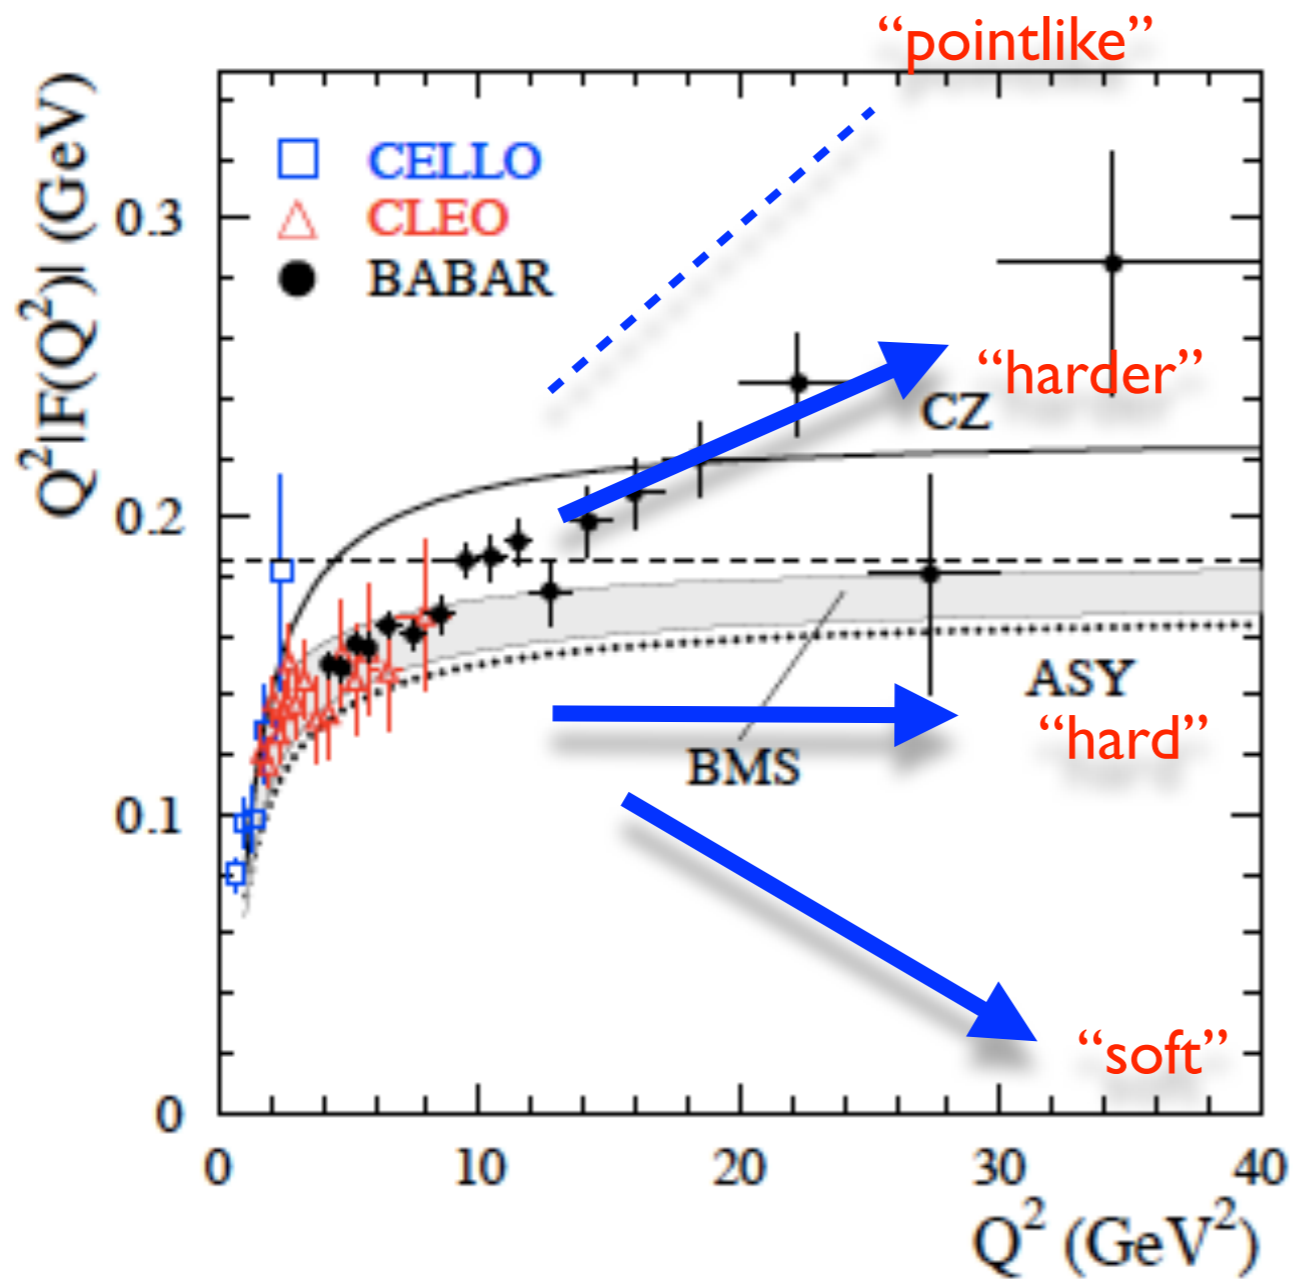 “pointlike”
Q²|F(Q²)| (GeV)
CELLO
CLEO
BABAR
0.3
“harder”
CZ
0.2
ASY
“hard”
BMS
0.1
“soft”
0
0 10 20 30 40
Q² (GeV²)